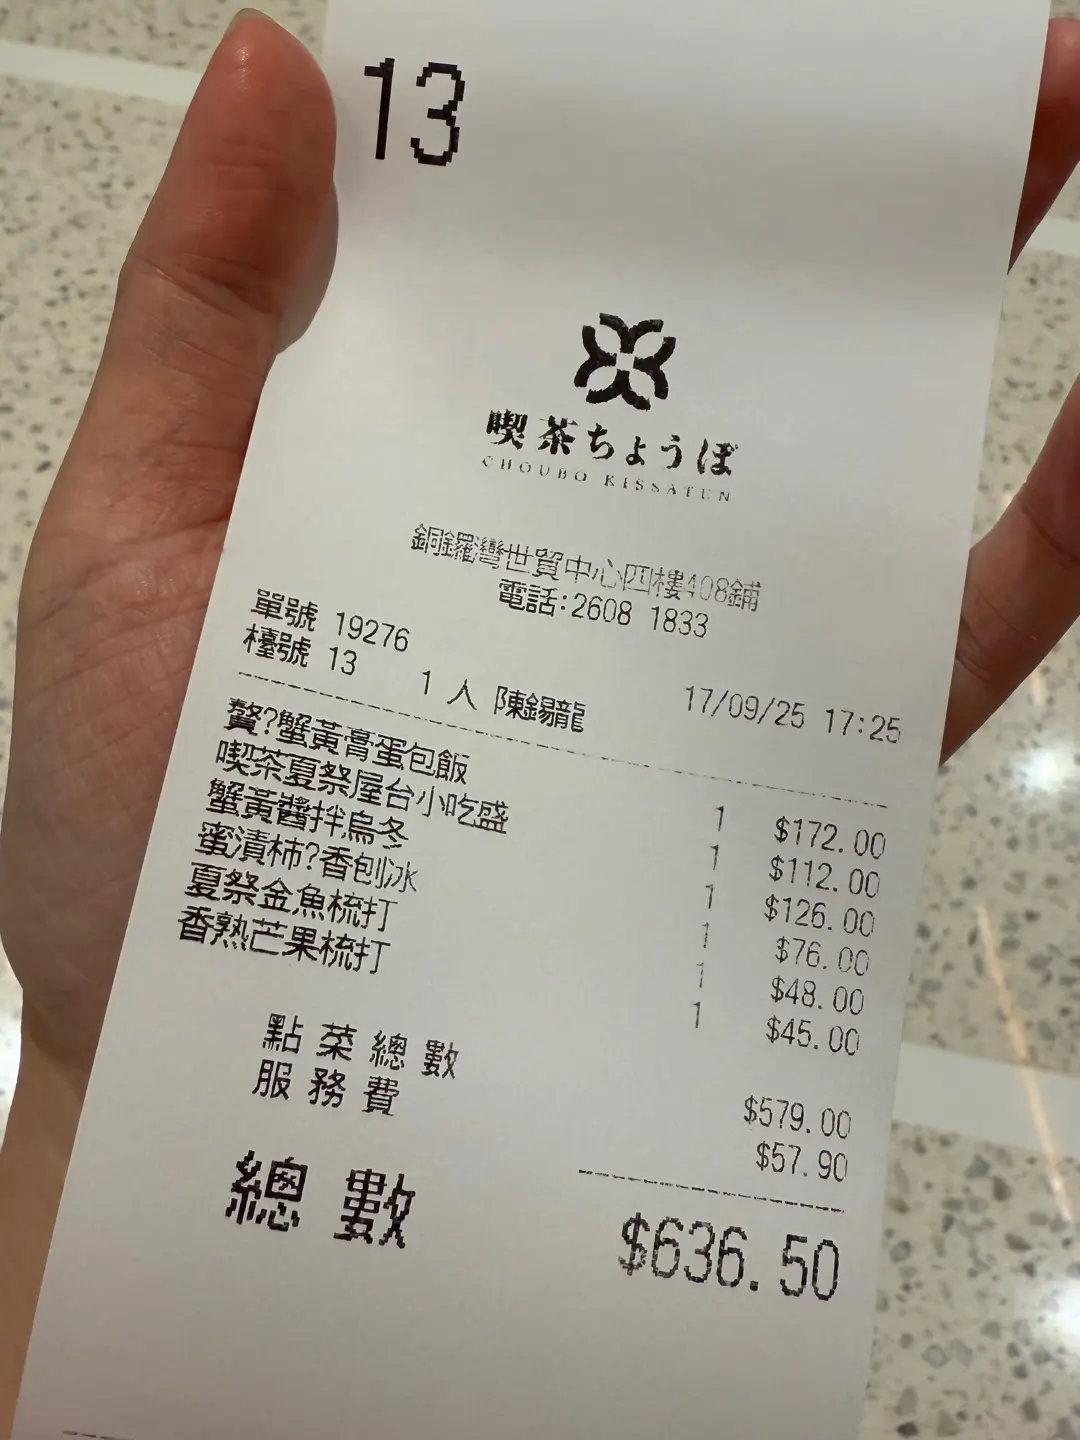 13
喫茶ちょうぼ
CHOUBO KISSATEN
銅鑼灣世貿中心四樓408鋪
電話:2608 1833
單號 19276
檯號 13 1 人 陳錫龍 17/09/25 17:25
贅?蟹黃膏蛋包飯 1 $172.00
喫茶夏祭屋台小吃盛 1 $112.00
蟹黃醬拌烏冬 1 $126.00
蜜漬柿?香刨冰 1 $76.00
夏祭金魚梳打 1 $48.00
香熟芒果梳打 1 $45.00
點菜總數 $579.00
服務費 $57.90
總數 $636.50